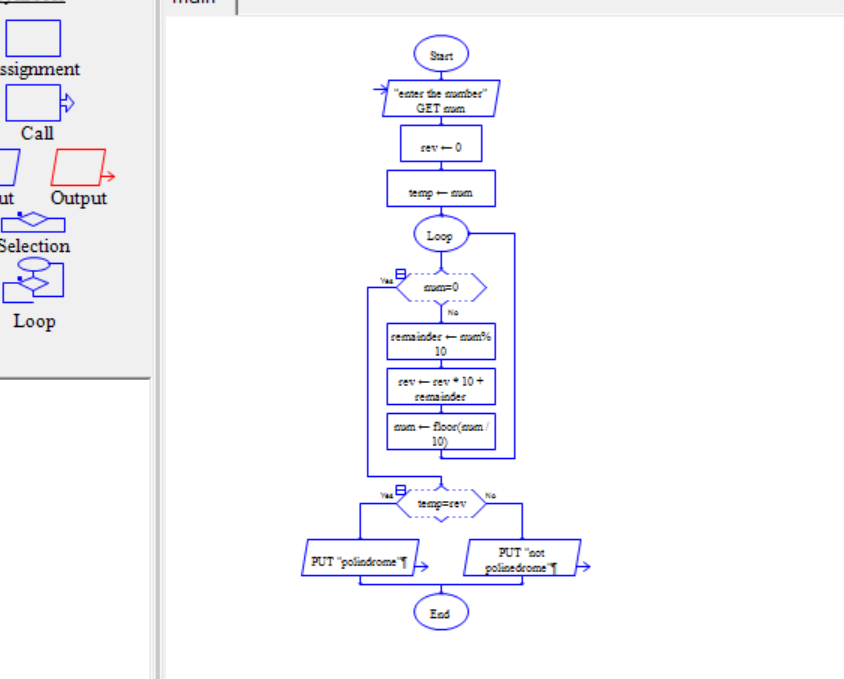 main
ssignment
Call
ut
Output
Selection
Loop
Start
"enter the number"
GET num
rev ← 0
temp ← num
Loop
Yes
num=0
No
remainder ← num%
10
rev ← rev * 10 +
remainder
num ← floor(num /
10)
Yes
temp=rev
No
PUT "polindrome"¶
PUT "not
polinedrome"¶
End